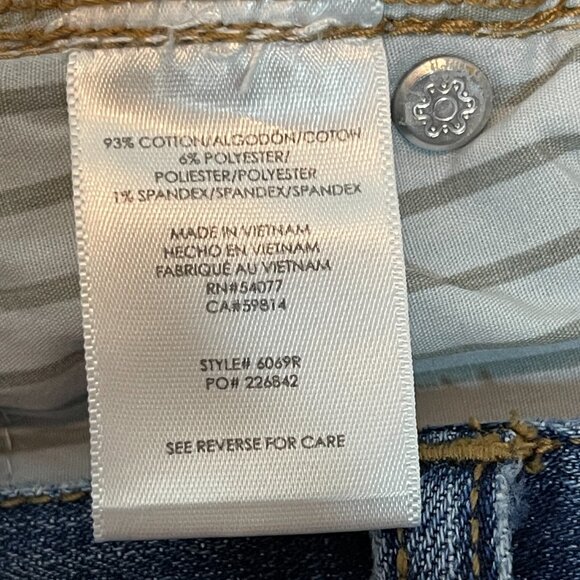 93% COTTON/ALGODÓN/COTON
6% POLYESTER/
POLIESTER/POLYESTER
1% SPANDEX/SPANDEX/SPANDEX
MADE IN VIETNAM
HECHO EN VIETNAM
FABRIQUÉ AU VIETNAM
RN#54077
CA#59814
STYLE# 6069R
PO# 226842
SEE REVERSE FOR CARE